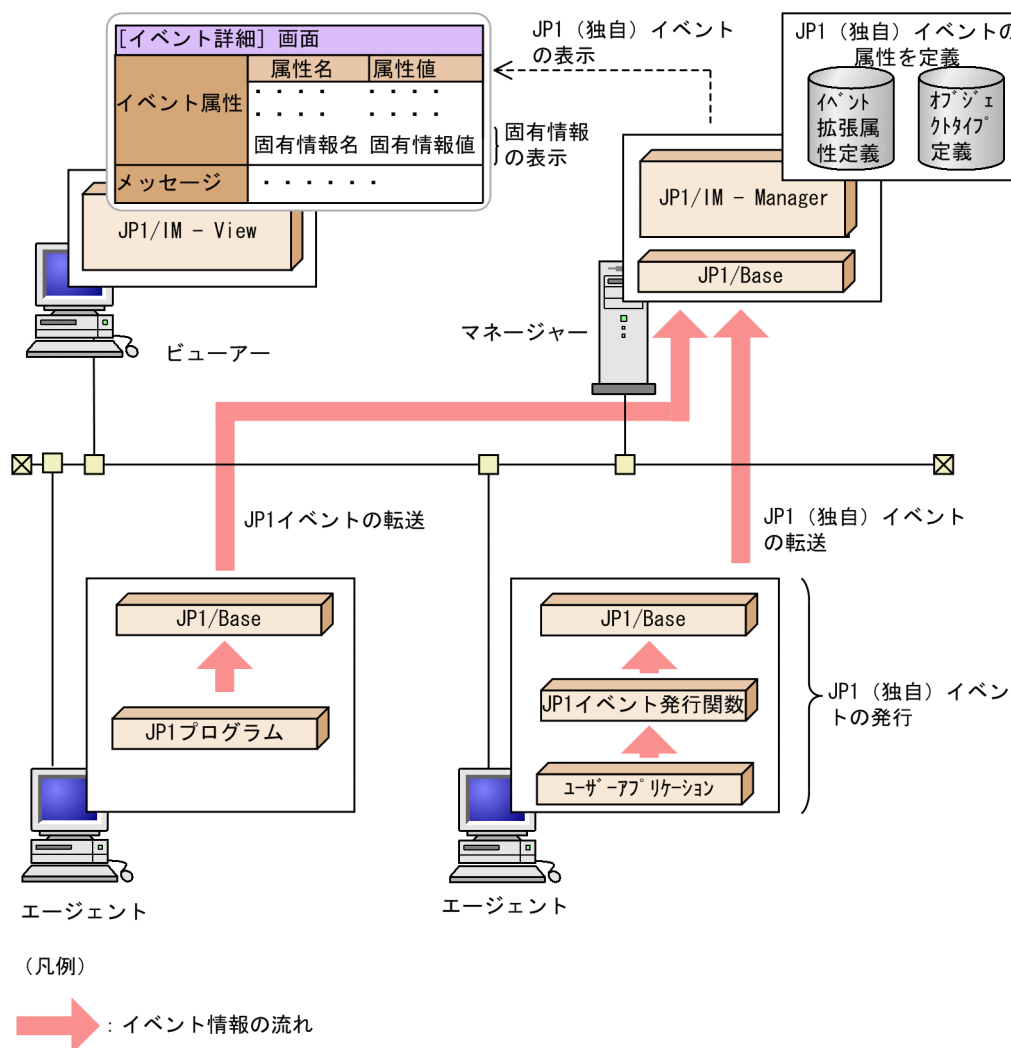 [イベント詳細] 画面
属性名 属性値
イベント属性
・・・・ ・・・・
・・・・ ・・・・
固有情報名 固有情報値
メッセージ ・・・・・・
JP1（独自）イベント
の表示
固有情報
の表示
JP1（独自）イベントの
属性を定義
ｲﾍﾞﾝﾄ
拡張属
性定義
ｵﾌﾞｼﾞｪ
ｸﾄﾀｲﾌﾟ
定義
JP1/IM - View
JP1/IM - Manager
JP1/Base
ビューアー
マネージャー
JP1イベントの転送
JP1（独自）イベント
の転送
JP1/Base
JP1プログラム
JP1/Base
JP1イベント発行関数
ﾕｰｻﾞｰｱﾌﾟﾘｹｰｼｮﾝ
JP1（独自）イベン
トの発行
エージェント
エージェント
（凡例）
：イベント情報の流れ